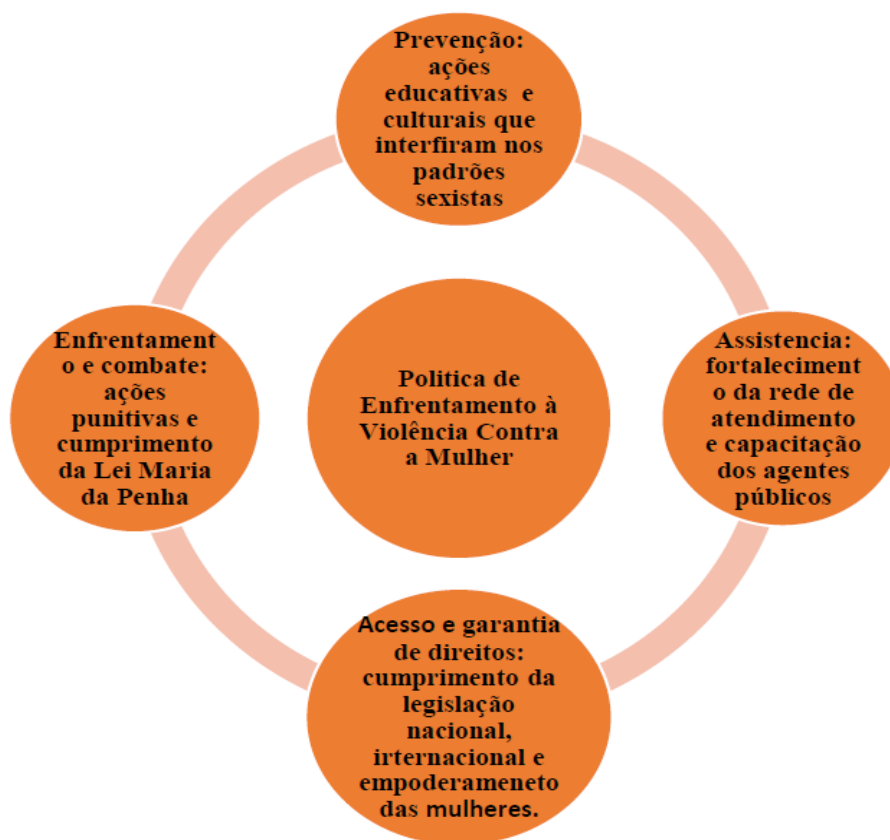 Prevenção:
ações
educativas e
culturais que
interfiram nos
padrões
sexistas
Enfrentament
o e combate:
ações
punitivas e
cumprimento
da Lei Maria
da Penha
Politica de
Enfrentamento à
Violência Contra
a Mulher
Assistencia:
fortaleciment
o da rede de
atendimento
e capacitação
dos agentes
públicos
Acesso e garantia
de direitos:
cumprimento da
legislação
nacional,
irternacional e
empoderameneto
das mulheres.